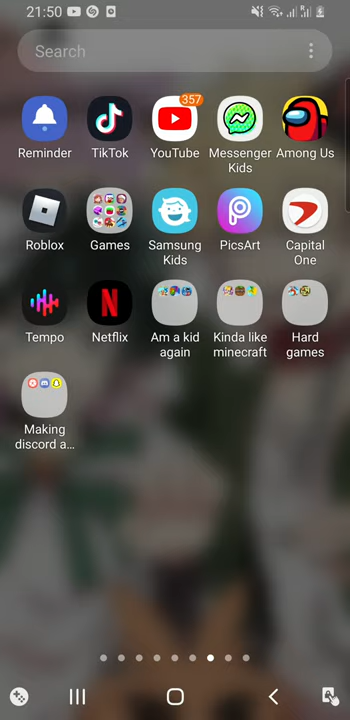 21:50
Search
357
Reminder
TikTok
YouTube
Messenger
Kids
Among Us
Roblox
Games
Samsung
Kids
PicsArt
Capital
One
Tempo
Netflix
Am a kid
again
Kinda like
minecraft
Hard
games
Making
discord a...